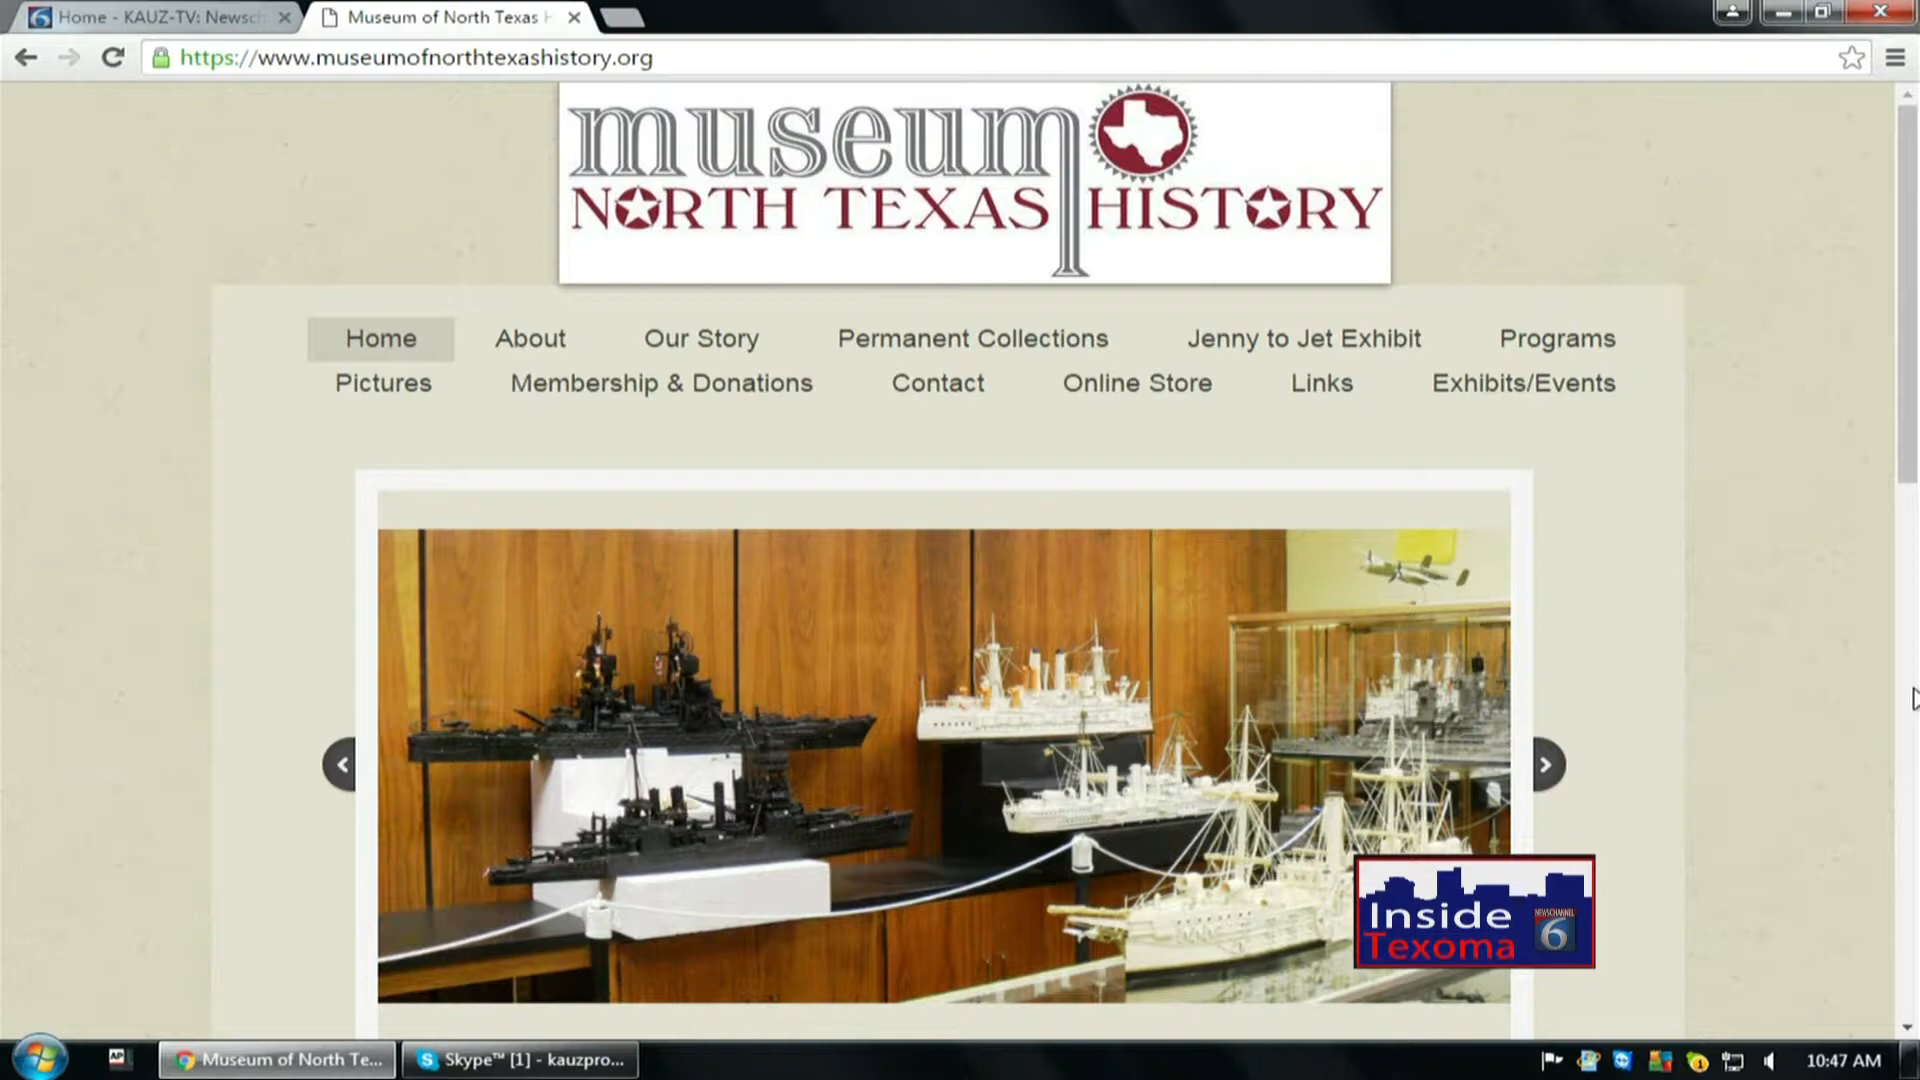 Home - KAUZ-TV: Newsch
Museum of North Texas H
https://www.museumofnorthtexashistory.org
museum
NORTH TEXAS HISTORY
Home About Our Story Permanent Collections Jenny to Jet Exhibit Programs
Pictures Membership & Donations Contact Online Store Links Exhibits/Events
Inside
Texoma
NEWSCHANNEL
6
AP
Museum of North Te...
Skype™ [1] - kauzpro...
10:47 AM